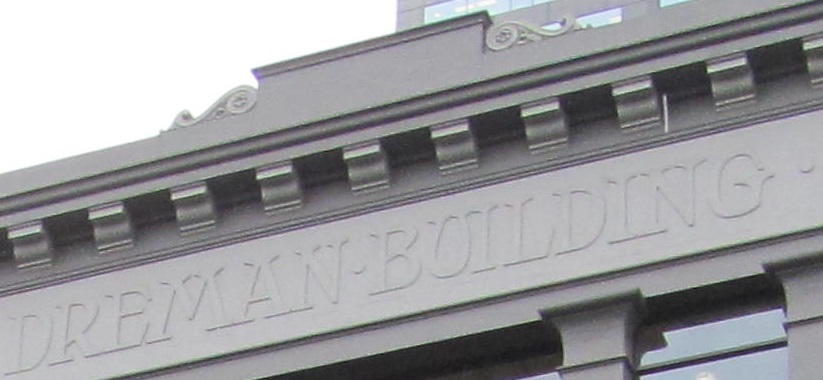 DREMAN · BUILDING ·